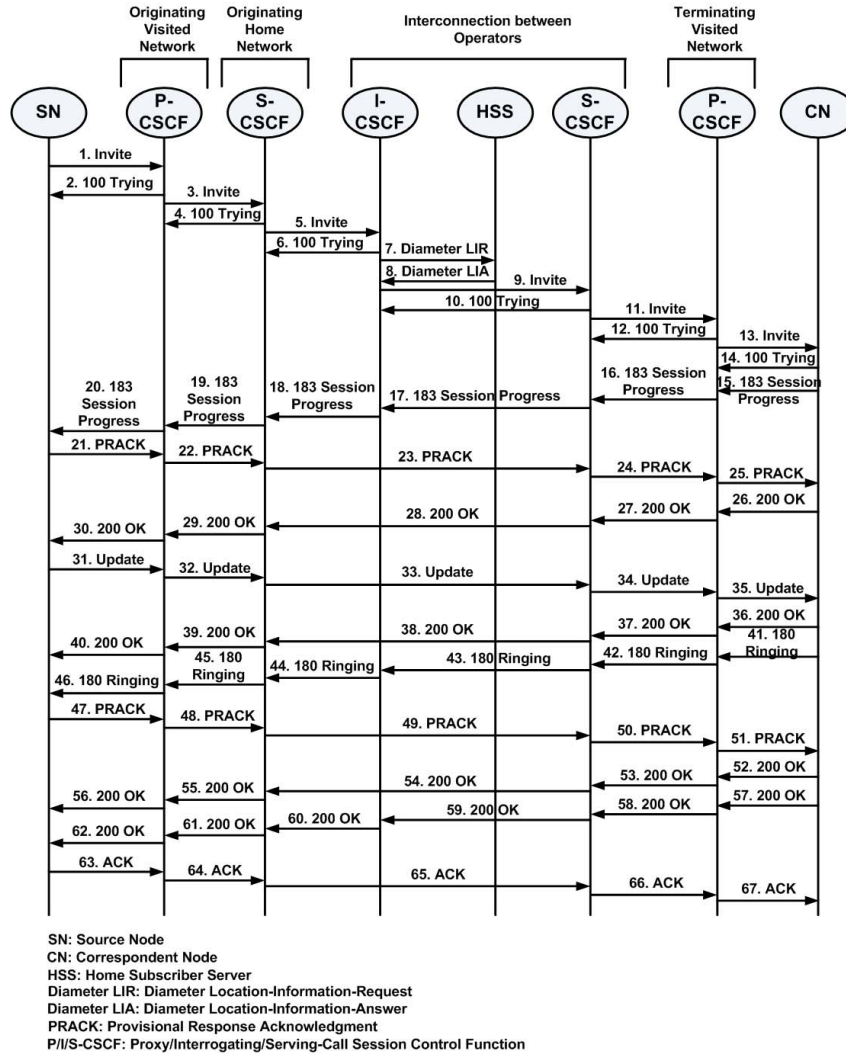 Originating
Visited
Network
Originating
Home
Network
Interconnection between
Operators
Terminating
Visited
Network
SN
P-
CSCF
S-
CSCF
I-
CSCF
HSS
S-
CSCF
P-
CSCF
CN
1. Invite
2. 100 Trying
3. Invite
4. 100 Trying
5. Invite
6. 100 Trying
7. Diameter LIR
8. Diameter LIA
9. Invite
10. 100 Trying
11. Invite
12. 100 Trying
13. Invite
14. 100 Trying
15. 183 Session
Progress
16. 183 Session
Progress
17. 183 Session Progress
18. 183 Session
Progress
19. 183
Session
Progress
20. 183
Session
Progress
21. PRACK
22. PRACK
23. PRACK
24. PRACK
25. PRACK
26. 200 OK
27. 200 OK
28. 200 OK
29. 200 OK
30. 200 OK
31. Update
32. Update
33. Update
34. Update
35. Update
36. 200 OK
37. 200 OK
38. 200 OK
39. 200 OK
40. 200 OK
41. 180
Ringing
42. 180 Ringing
43. 180 Ringing
44. 180 Ringing
45. 180
Ringing
46. 180 Ringing
47. PRACK
48. PRACK
49. PRACK
50. PRACK
51. PRACK
52. 200 OK
53. 200 OK
54. 200 OK
55. 200 OK
56. 200 OK
57. 200 OK
58. 200 OK
59. 200 OK
60. 200 OK
61. 200 OK
62. 200 OK
63. ACK
64. ACK
65. ACK
66. ACK
67. ACK
SN: Source Node
CN: Correspondent Node
HSS: Home Subscriber Server
Diameter LIR: Diameter Location-Information-Request
Diameter LIA: Diameter Location-Information-Answer
PRACK: Provisional Response Acknowledgment
P/I/S-CSCF: Proxy/Interrogating/Serving-Call Session Control Function